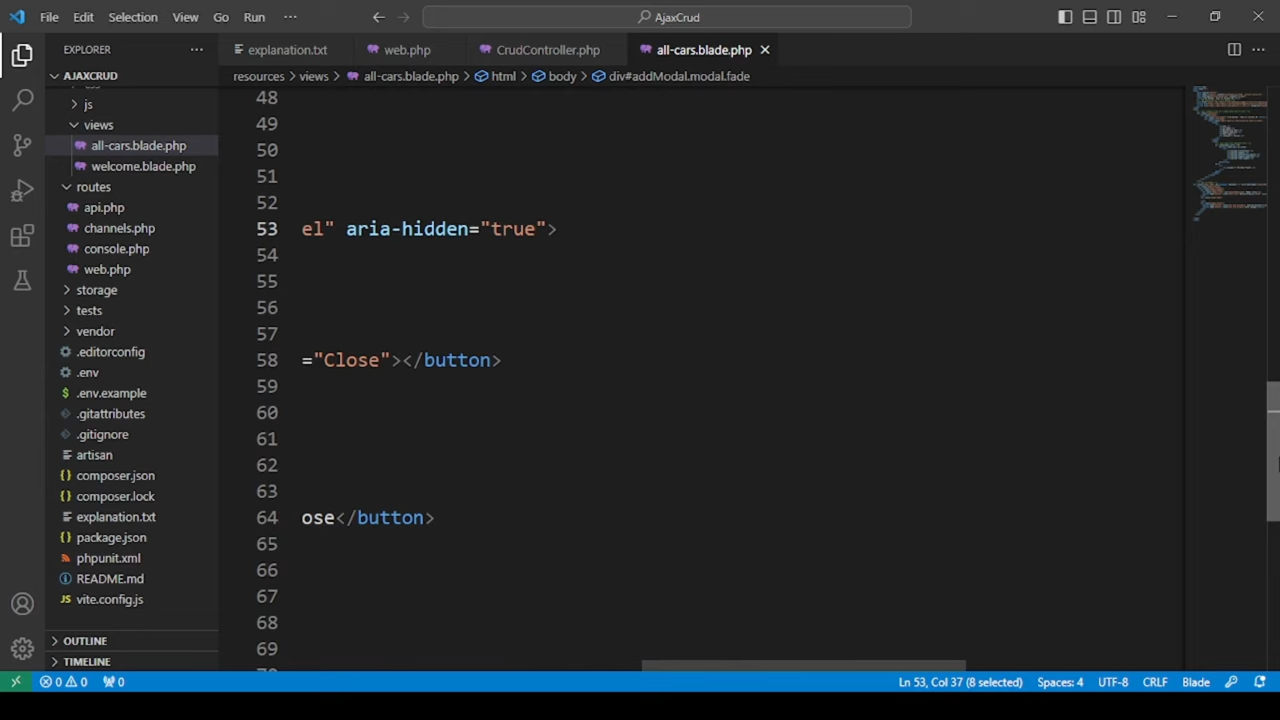 File Edit Selection View Go Run ··· AjaxCrud
EXPLORER ··· explanation.txt web.php CrudController.php all-cars.blade.php
AJAXCRUD resources > views > all-cars.blade.php > html > body > div#addModal.modal.fade
js
views
all-cars.blade.php
welcome.blade.php
routes
api.php
channels.php
console.php
web.php
storage
tests
vendor
.editorconfig
.env
.env.example
.gitattributes
.gitignore
artisan
composer.json
composer.lock
explanation.txt
package.json
phpunit.xml
README.md
vite.config.js
OUTLINE
TIMELINE
48
49
50
51
52
53 el" aria-hidden="true">
54
55
56
57
58 ="Close"></button>
59
60
61
62
63
64 ose</button>
65
66
67
68
69
0 0 0 Ln 53, Col 37 (8 selected) Spaces: 4 UTF-8 CRLF Blade